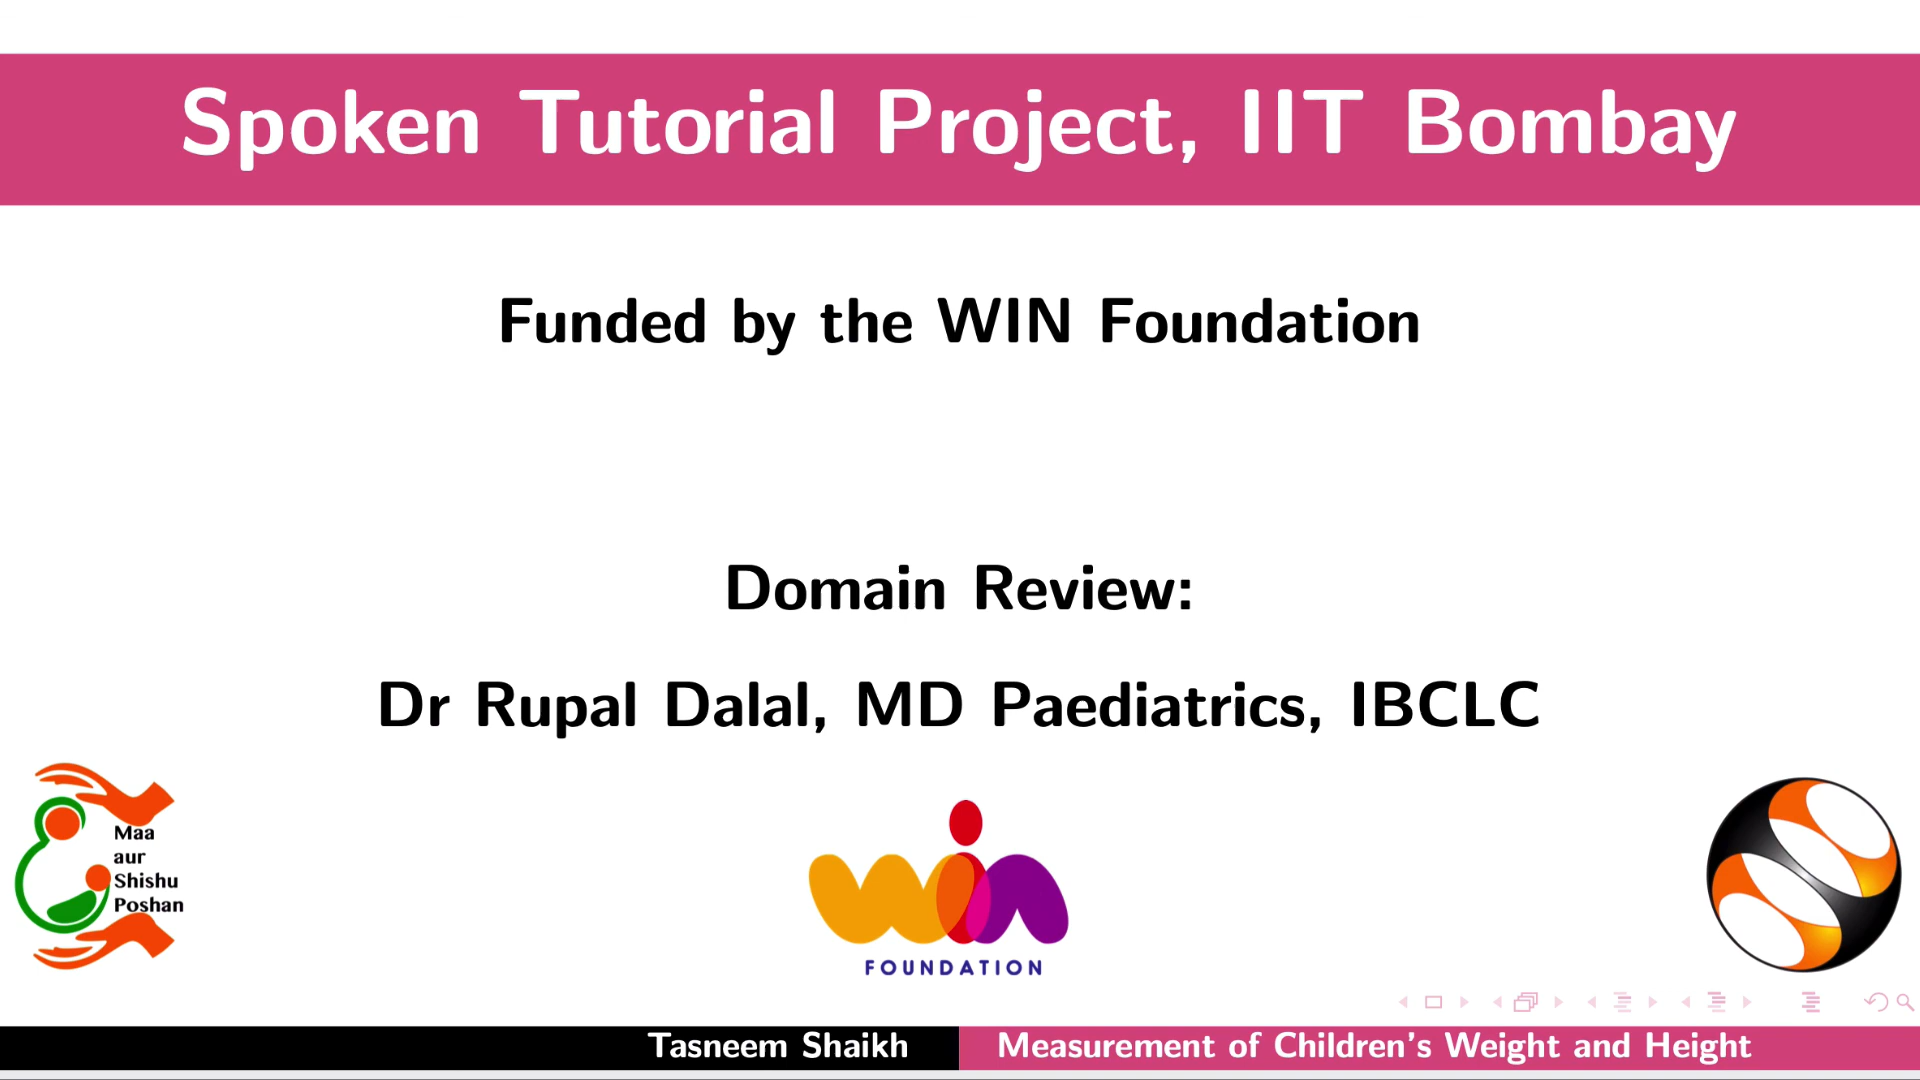 Spoken Tutorial Project, IIT Bombay
Funded by the WIN Foundation
Domain Review:
Dr Rupal Dalal, MD Paediatrics, IBCLC
Maa
aur
Shishu
Poshan
win
FOUNDATION
Tasneem Shaikh
Measurement of Children's Weight and Height